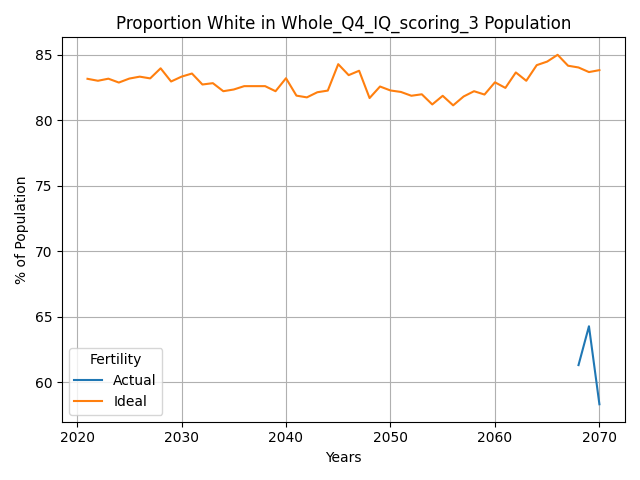 Proportion White in Whole_Q4_IQ_scoring_3 Population
% of Population
85
80
75
70
65
60
Fertility
Actual
Ideal
2020 2030 2040 2050 2060 2070
Years